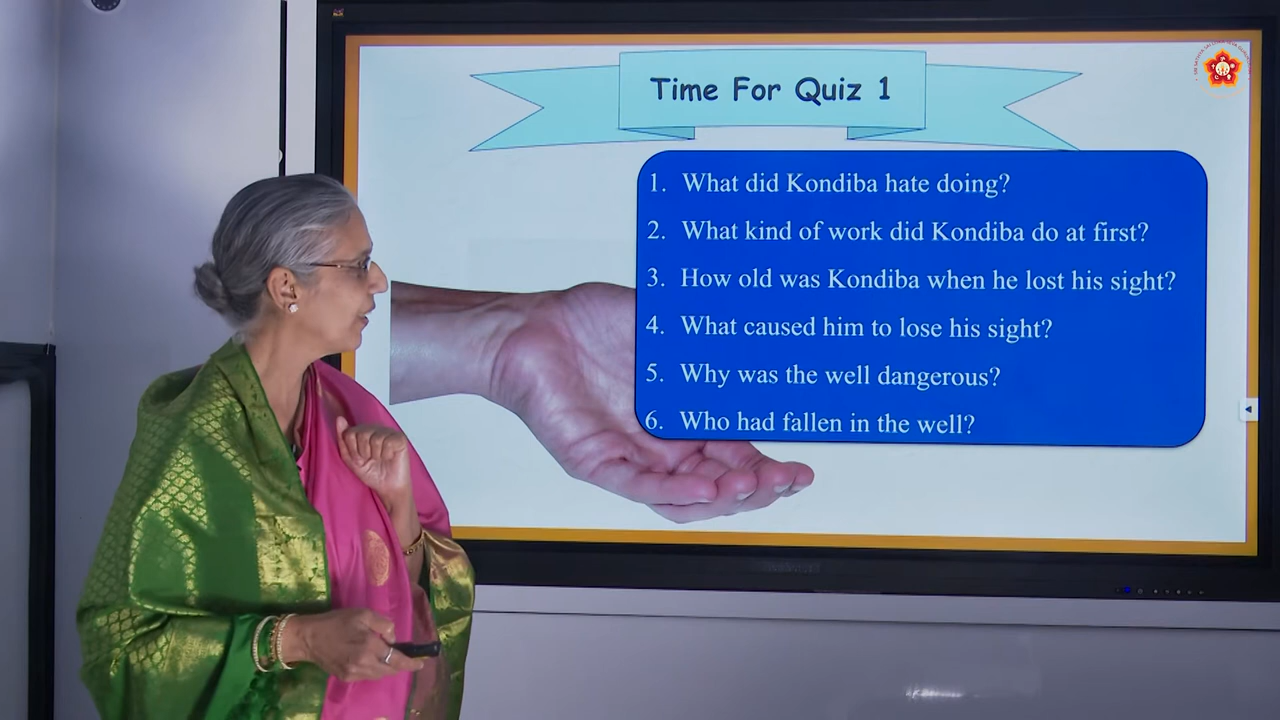 Time For Quiz 1
1. What did Kondiba hate doing?
2. What kind of work did Kondiba do at first?
3. How old was Kondiba when he lost his sight?
4. What caused him to lose his sight?
5. Why was the well dangerous?
6. Who had fallen in the well?